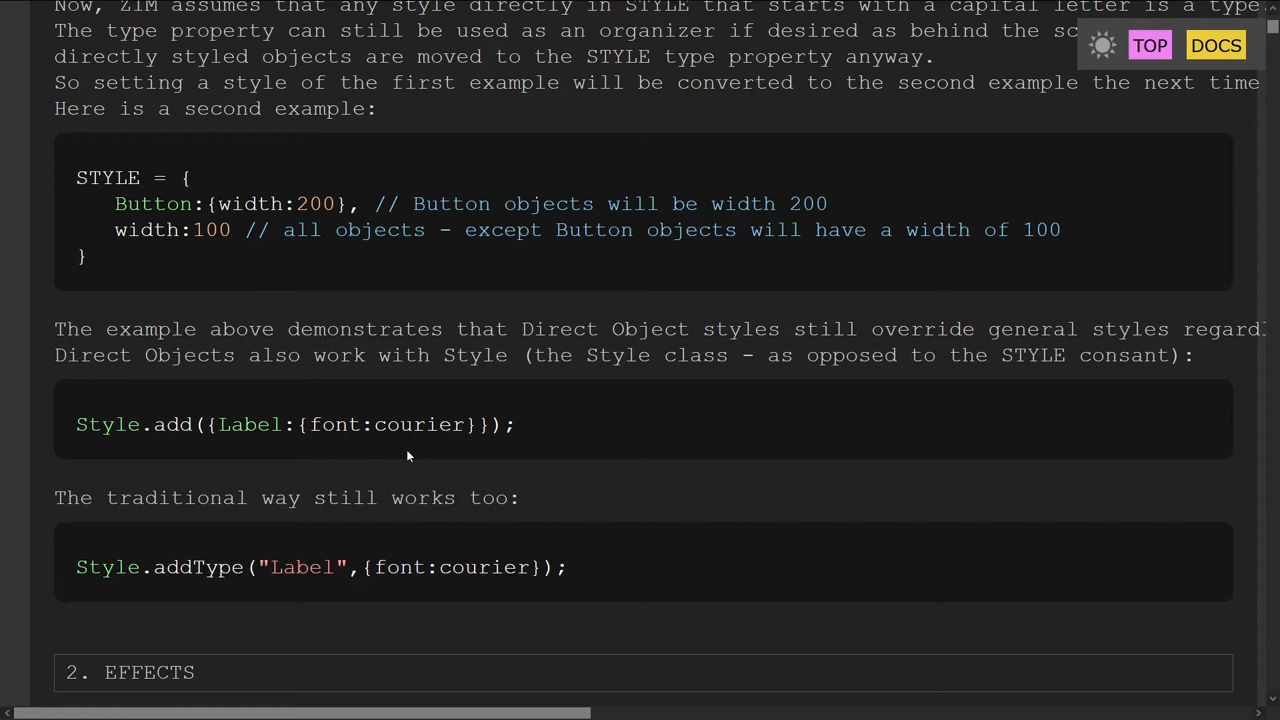 Now, ZIM assumes that any style directly in STYLE that starts with a capital letter is a type.
The type property can still be used as an organizer if desired as behind the
directly styled objects are moved to the STYLE type property anyway.
So setting a style of the first example will be converted to the second example the next time
Here is a second example:
TOP
DOCS
STYLE = {
Button:{width:200}, // Button objects will be width 200
width:100 // all objects - except Button objects will have a width of 100
}
The example above demonstrates that Direct Object styles still override general styles
Direct Objects also work with Style (the Style class - as opposed to the STYLE consant):
Style.add({Label:{font:courier}});
The traditional way still works too:
Style.addType("Label",{font:courier});
2. EFFECTS